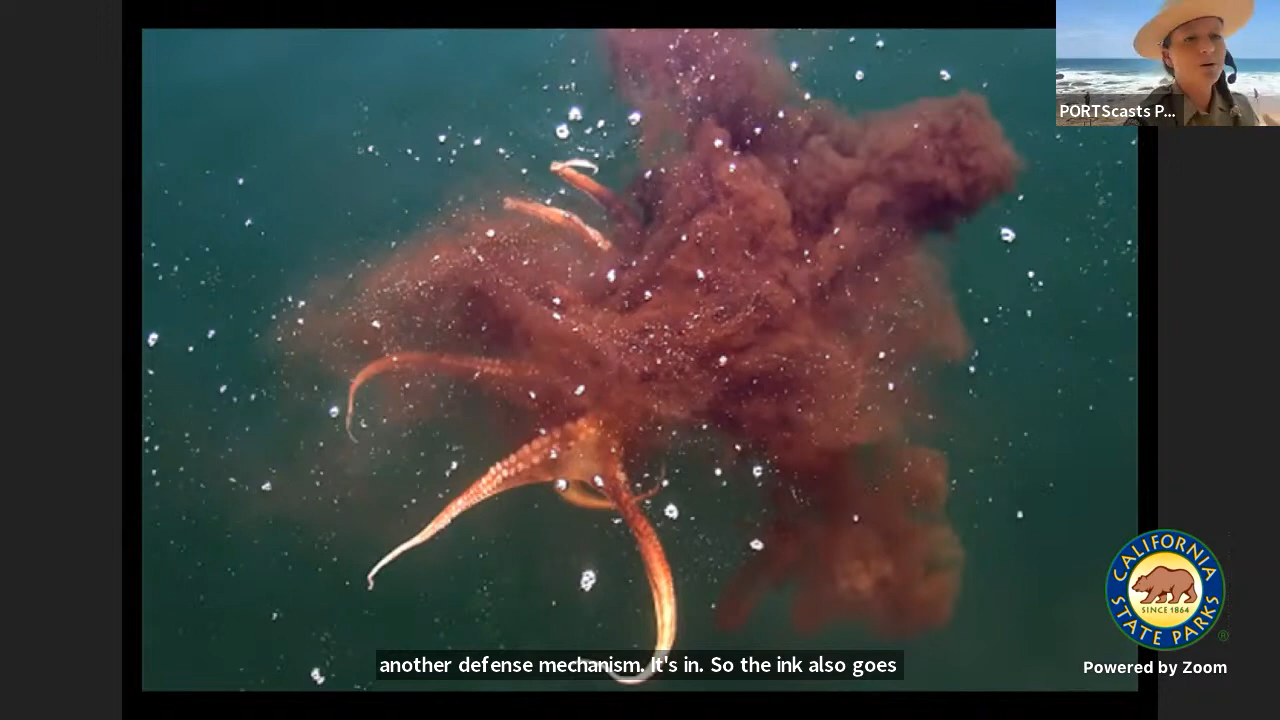 PORTScasts P...
CALIFORNIA
SINCE 1864
STATE PARKS
®
another defense mechanism. It's in. So the ink also goes
Powered by Zoom